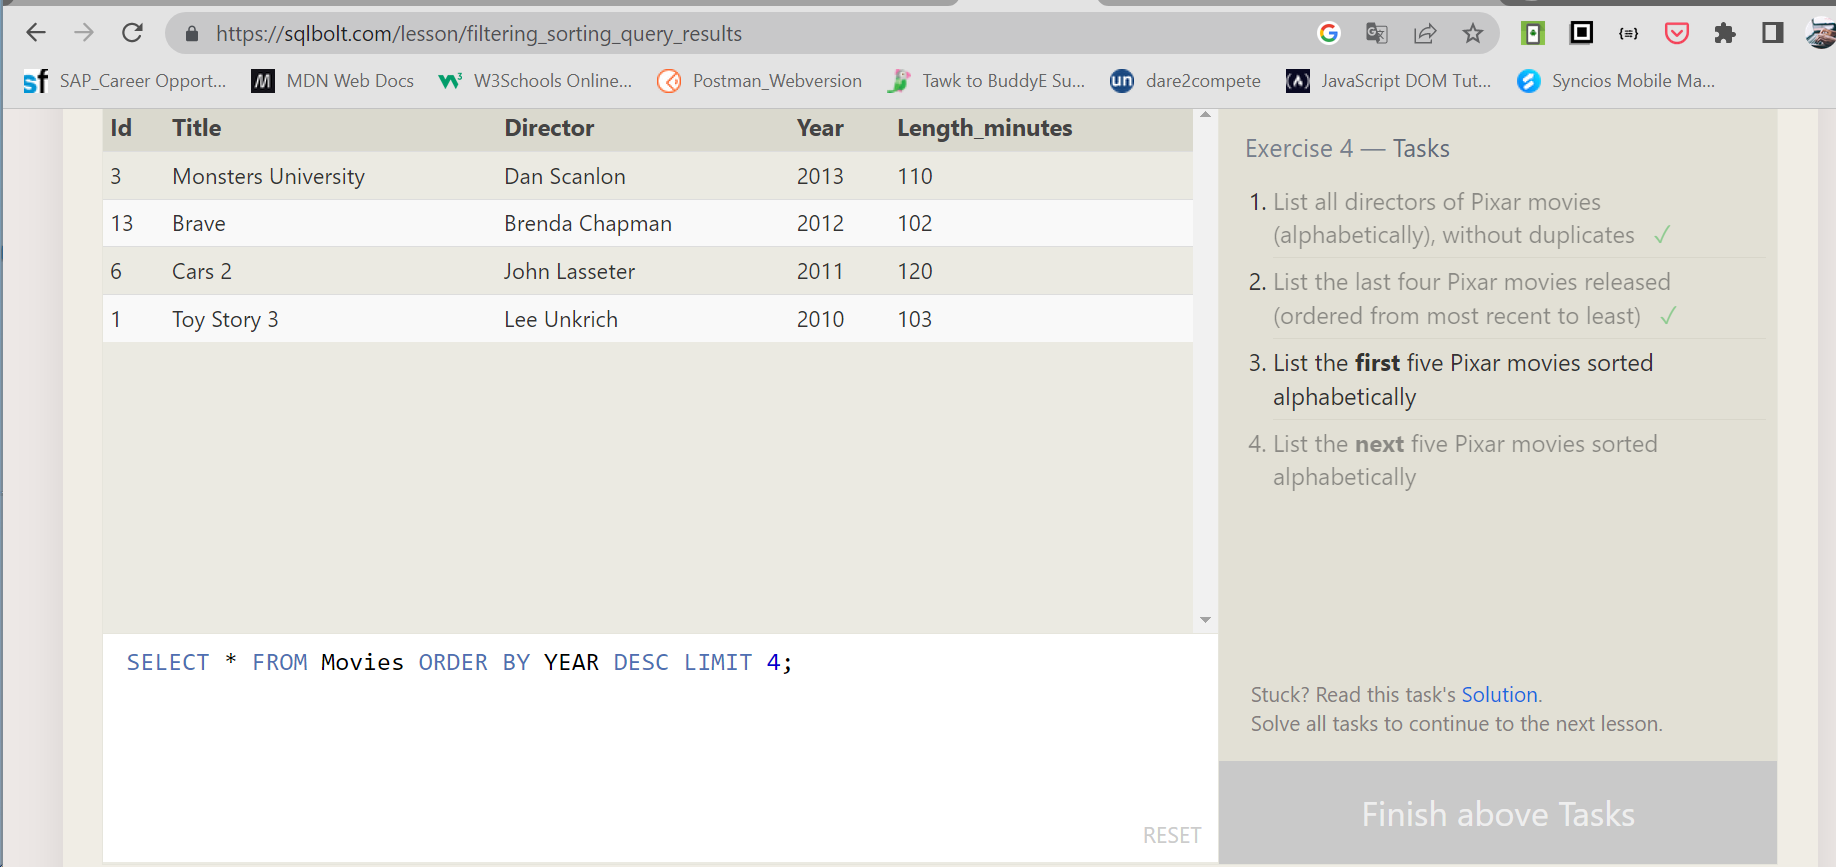 https://sqlbolt.com/lesson/filtering_sorting_query_results
SAP_Career Opport... MDN Web Docs W3Schools Online... Postman_Webversion Tawk to BuddyE Su... dare2compete JavaScript DOM Tut... Syncios Mobile Ma...
Id Title Director Year Length_minutes
3 Monsters University Dan Scanlon 2013 110
13 Brave Brenda Chapman 2012 102
6 Cars 2 John Lasseter 2011 120
1 Toy Story 3 Lee Unkrich 2010 103
SELECT * FROM Movies ORDER BY YEAR DESC LIMIT 4;
RESET
Exercise 4 — Tasks
1. List all directors of Pixar movies
(alphabetically), without duplicates ✓
2. List the last four Pixar movies released
(ordered from most recent to least) ✓
3. List the first five Pixar movies sorted
alphabetically
4. List the next five Pixar movies sorted
alphabetically
Stuck? Read this task's Solution.
Solve all tasks to continue to the next lesson.
Finish above Tasks